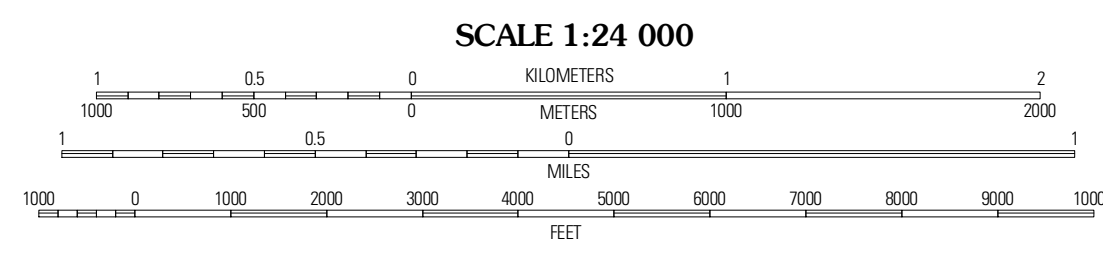 SCALE 1:24 000
1 0.5 0 KILOMETERS 1 2
1000 500 0 METERS 1000 2000
1 0.5 0 1
MILES
1000 0 1000 2000 3000 4000 5000 6000 7000 8000 9000 1000
FEET